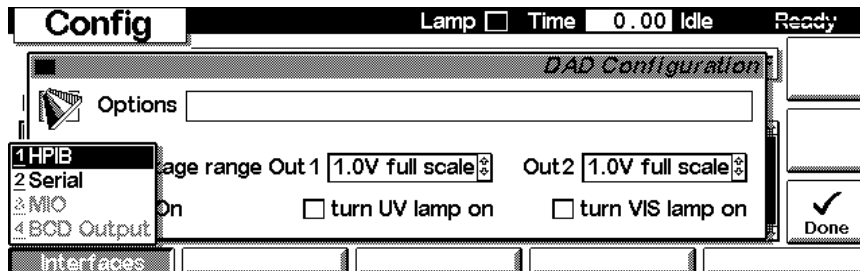 Config Lamp Time 0.00 Idle Ready
DAD Configuration
Options
1 HPIB
2 Serial
3 MIO
4 BCD Output
age range Out1 1.0V full scale Out2 1.0V full scale
On turn UV lamp on turn VIS lamp on
Done
Interfaces